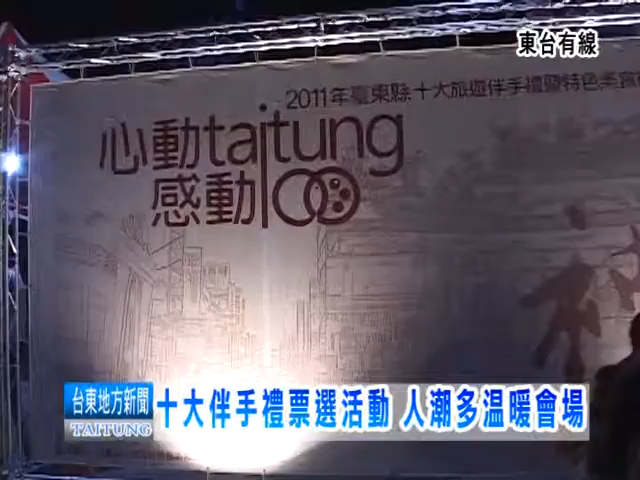 東台有線
2011年臺東縣十大旅遊伴手禮暨特色美食
心動taitung
感動100
台東地方新聞
TAITUNG
十大伴手禮票選活動 人潮多溫暖會場